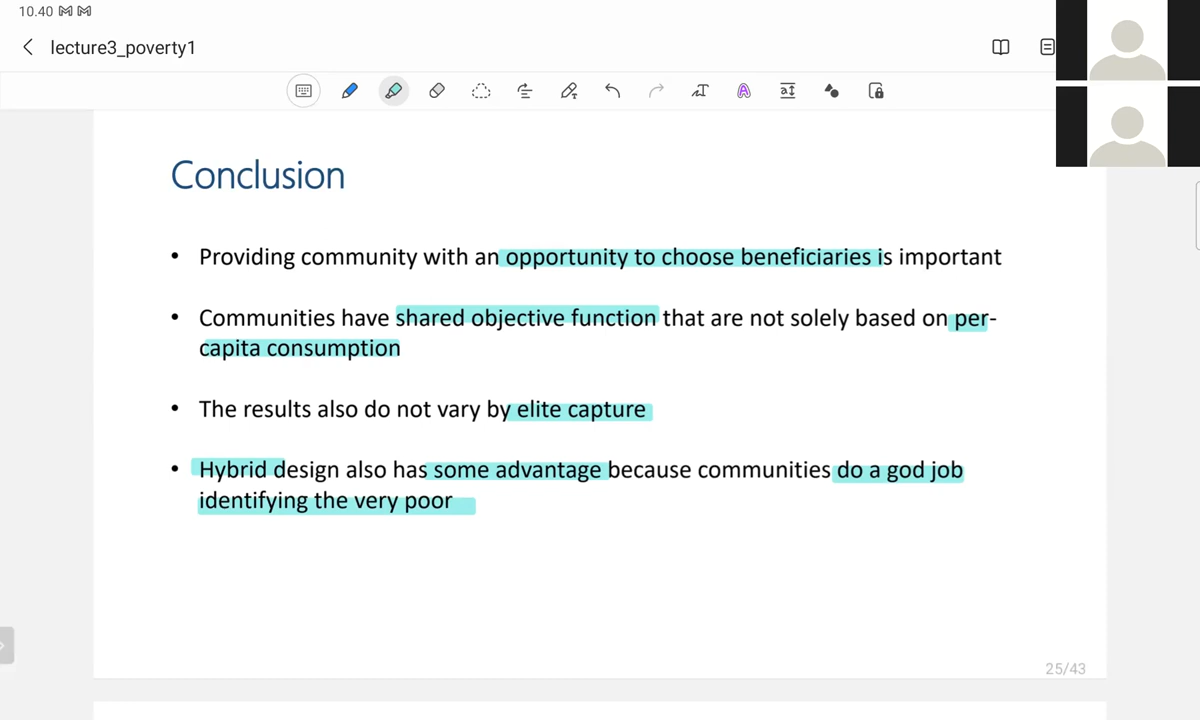 10.40
lecture3_poverty1
Conclusion
• Providing community with an opportunity to choose beneficiaries is important
• Communities have shared objective function that are not solely based on per-
capita consumption
• The results also do not vary by elite capture
• Hybrid design also has some advantage because communities do a god job
identifying the very poor
25/43